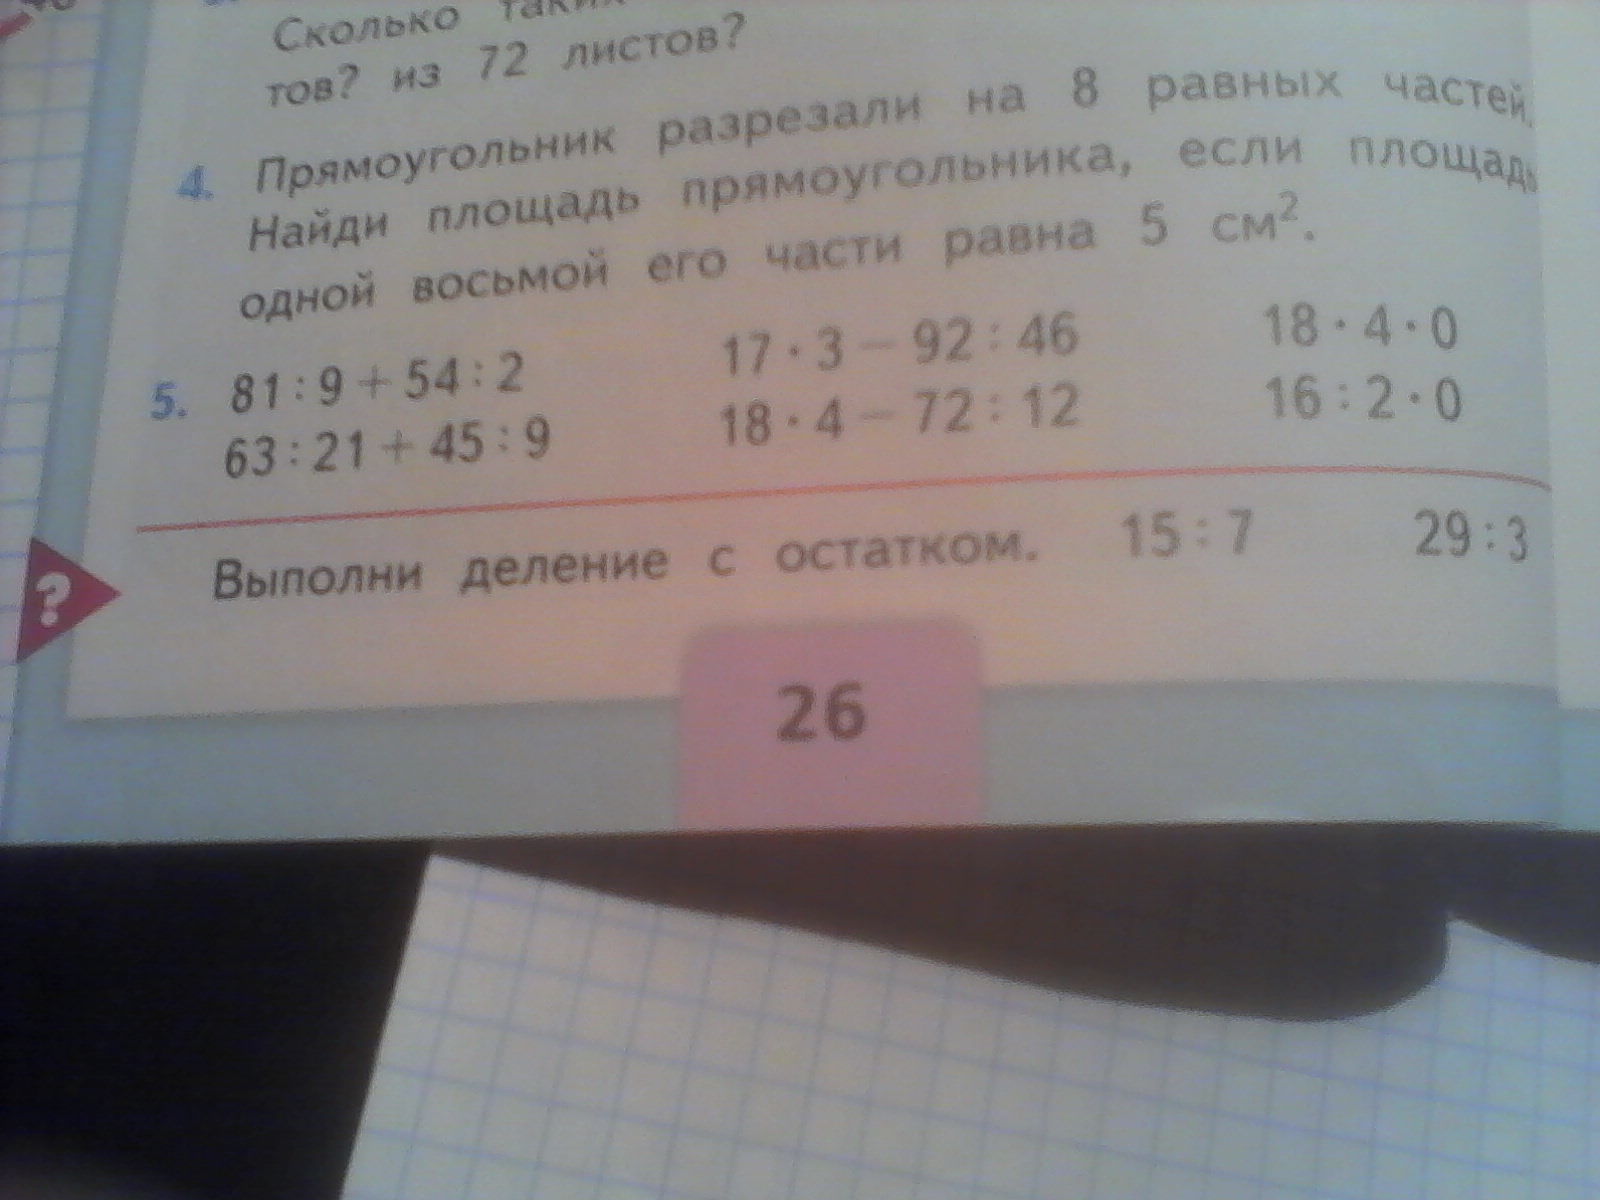 Сколько
тов? из 72 листов?
4. Прямоугольник разрезали на 8 равных частей.
Найди площадь прямоугольника, если площадь
одной восьмой его части равна 5 см².
5. 81 : 9 + 54 : 2 17 · 3 − 92 : 46 18 · 4 · 0
63 : 21 + 45 : 9 18 · 4 − 72 : 12 16 : 2 · 0
? Выполни деление с остатком. 15 : 7 29 : 3
26